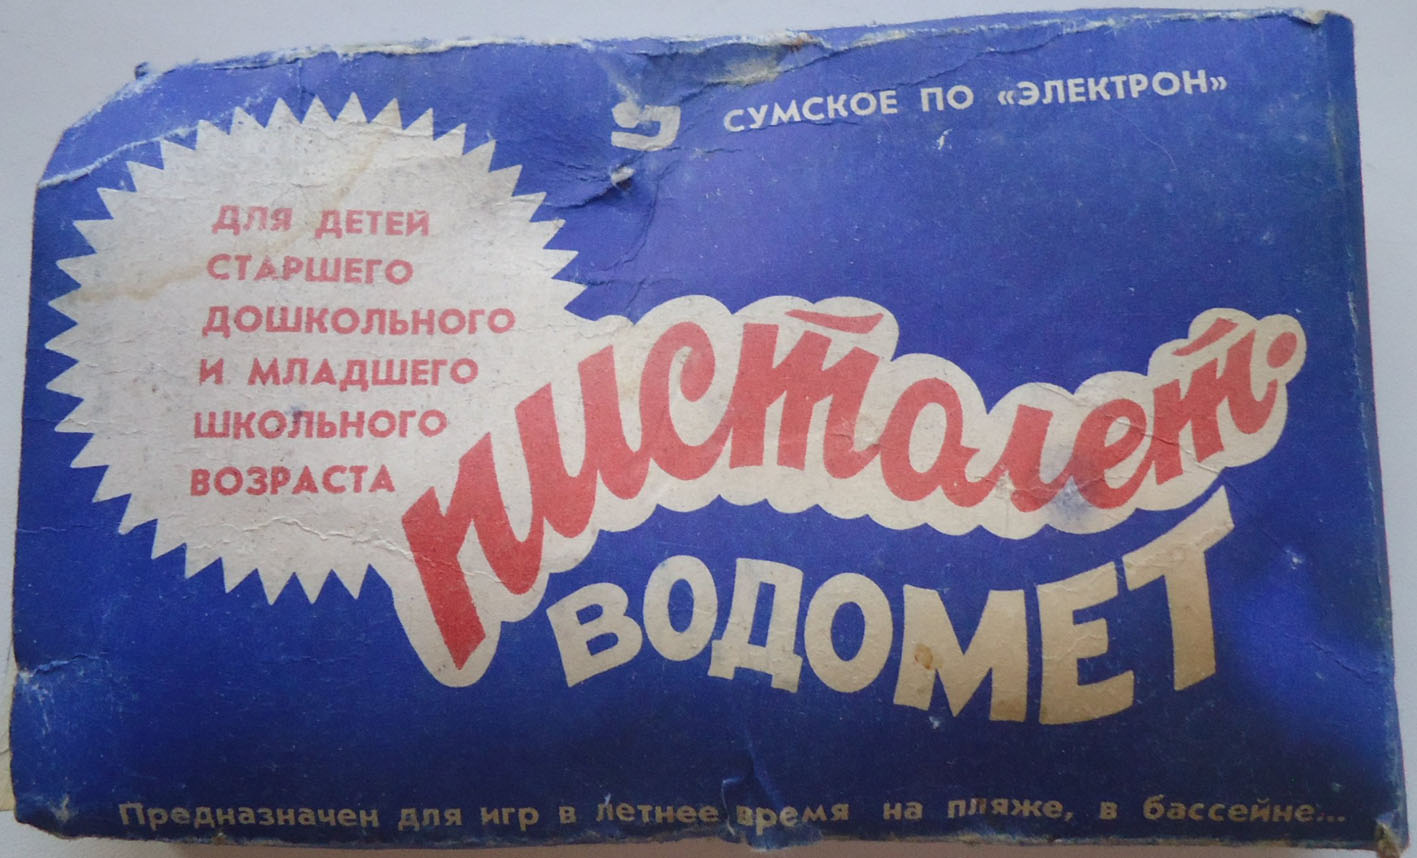 СУМСКОЕ ПО «ЭЛЕКТРОН»
ДЛЯ ДЕТЕЙ
СТАРШЕГО
ДОШКОЛЬНОГО
И МЛАДШЕГО
ШКОЛЬНОГО
ВОЗРАСТА
пистолет-
ВОДОМЕТ
Предназначен для игр в летнее время на пляже, в бассейне...